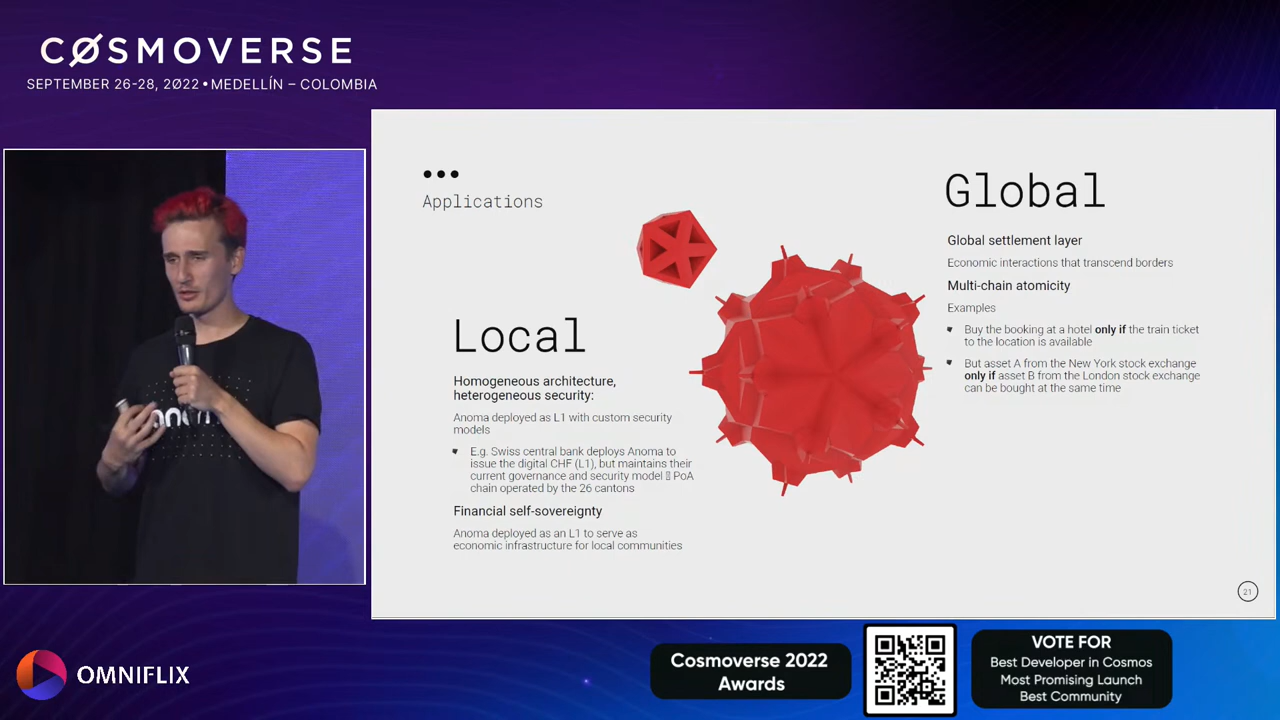 CØSMOVERSE
SEPTEMBER 26-28, 2Ø22 • MEDELLÍN – COLOMBIA
Applications
Local
Homogeneous architecture,
heterogeneous security:
Anoma deployed as L1 with custom security
models
E.g. Swiss central bank deploys Anoma to
issue the digital CHF (L1), but maintains their
current governance and security model PoA
chain operated by the 26 cantons
Financial self-sovereignty
Anoma deployed as an L1 to serve as
economic infrastructure for local communities
Global
Global settlement layer
Economic interactions that transcend borders
Multi-chain atomicity
Examples
Buy the booking at a hotel only if the train ticket
to the location is available
But asset A from the New York stock exchange
only if asset B from the London stock exchange
can be bought at the same time
21
OMNIFLIX
Cosmoverse 2022
Awards
VOTE FOR
Best Developer in Cosmos
Most Promising Launch
Best Community